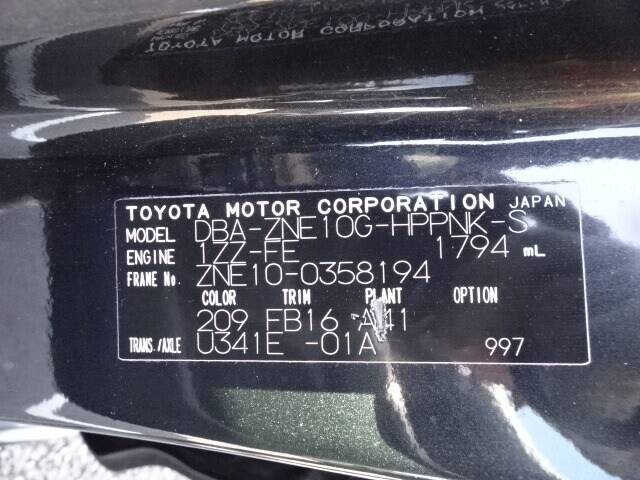 TOYOTA MOTOR CORPORATION JAPAN
MODEL DBA-ZNE10G-HPPNK-S
ENGINE 1ZZ-FE 1794 mL
FRAME No. ZNE10-0358194
COLOR TRIM PLANT OPTION
209 FB16 A41
TRANS./AXLE U341E -01A 997